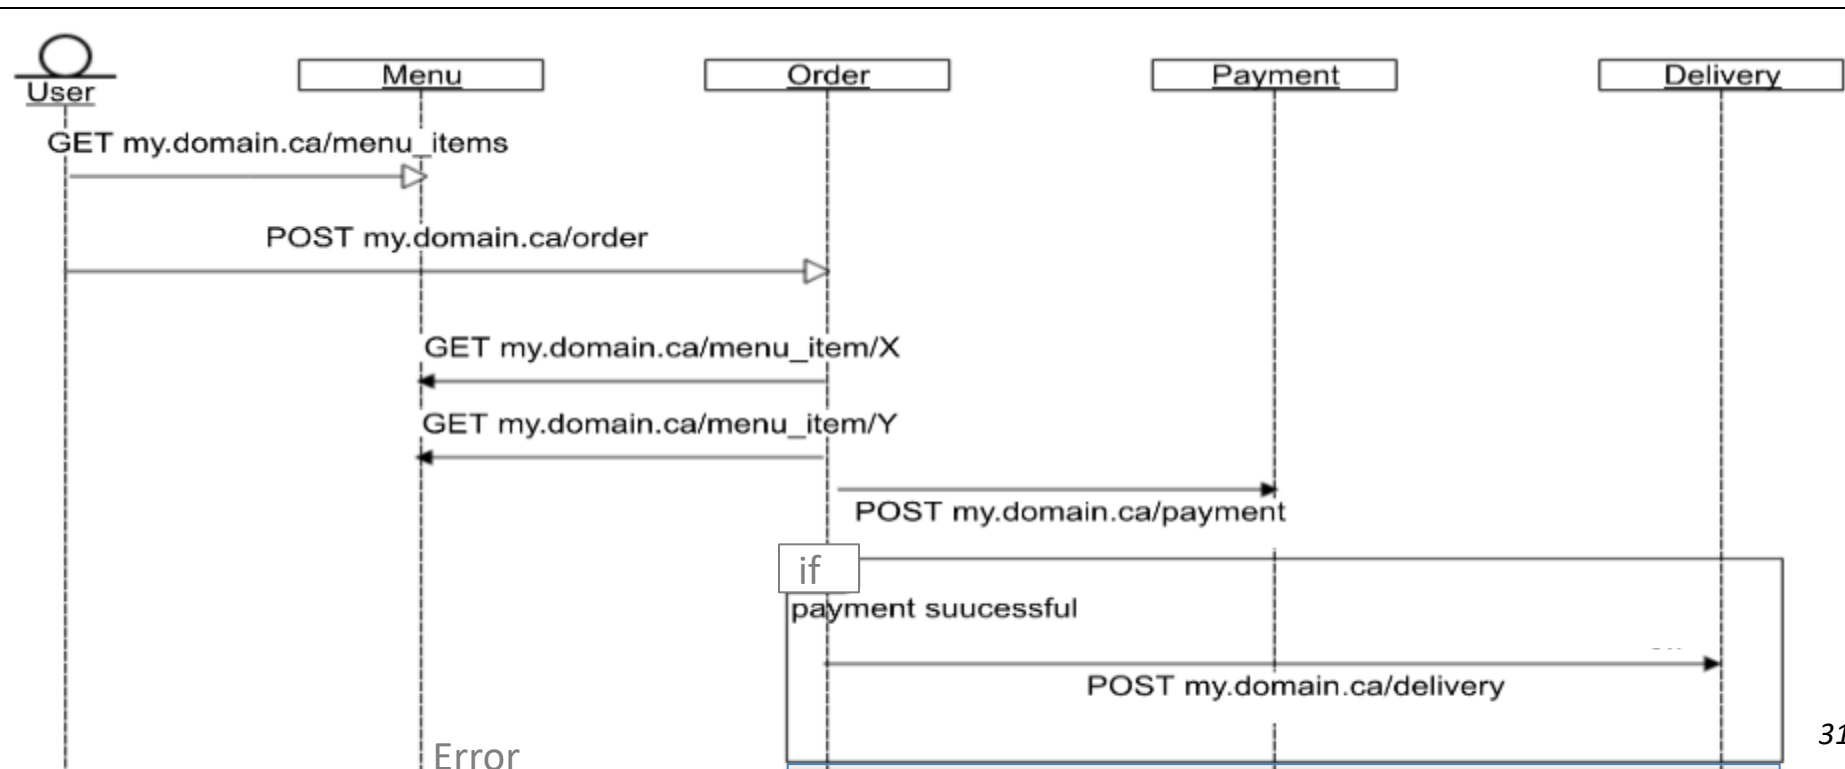 User
Menu
Order
Payment
Delivery
GET my.domain.ca/menu_items
POST my.domain.ca/order
GET my.domain.ca/menu_item/X
GET my.domain.ca/menu_item/Y
POST my.domain.ca/payment
if
payment suucessful
POST my.domain.ca/delivery
31
Error